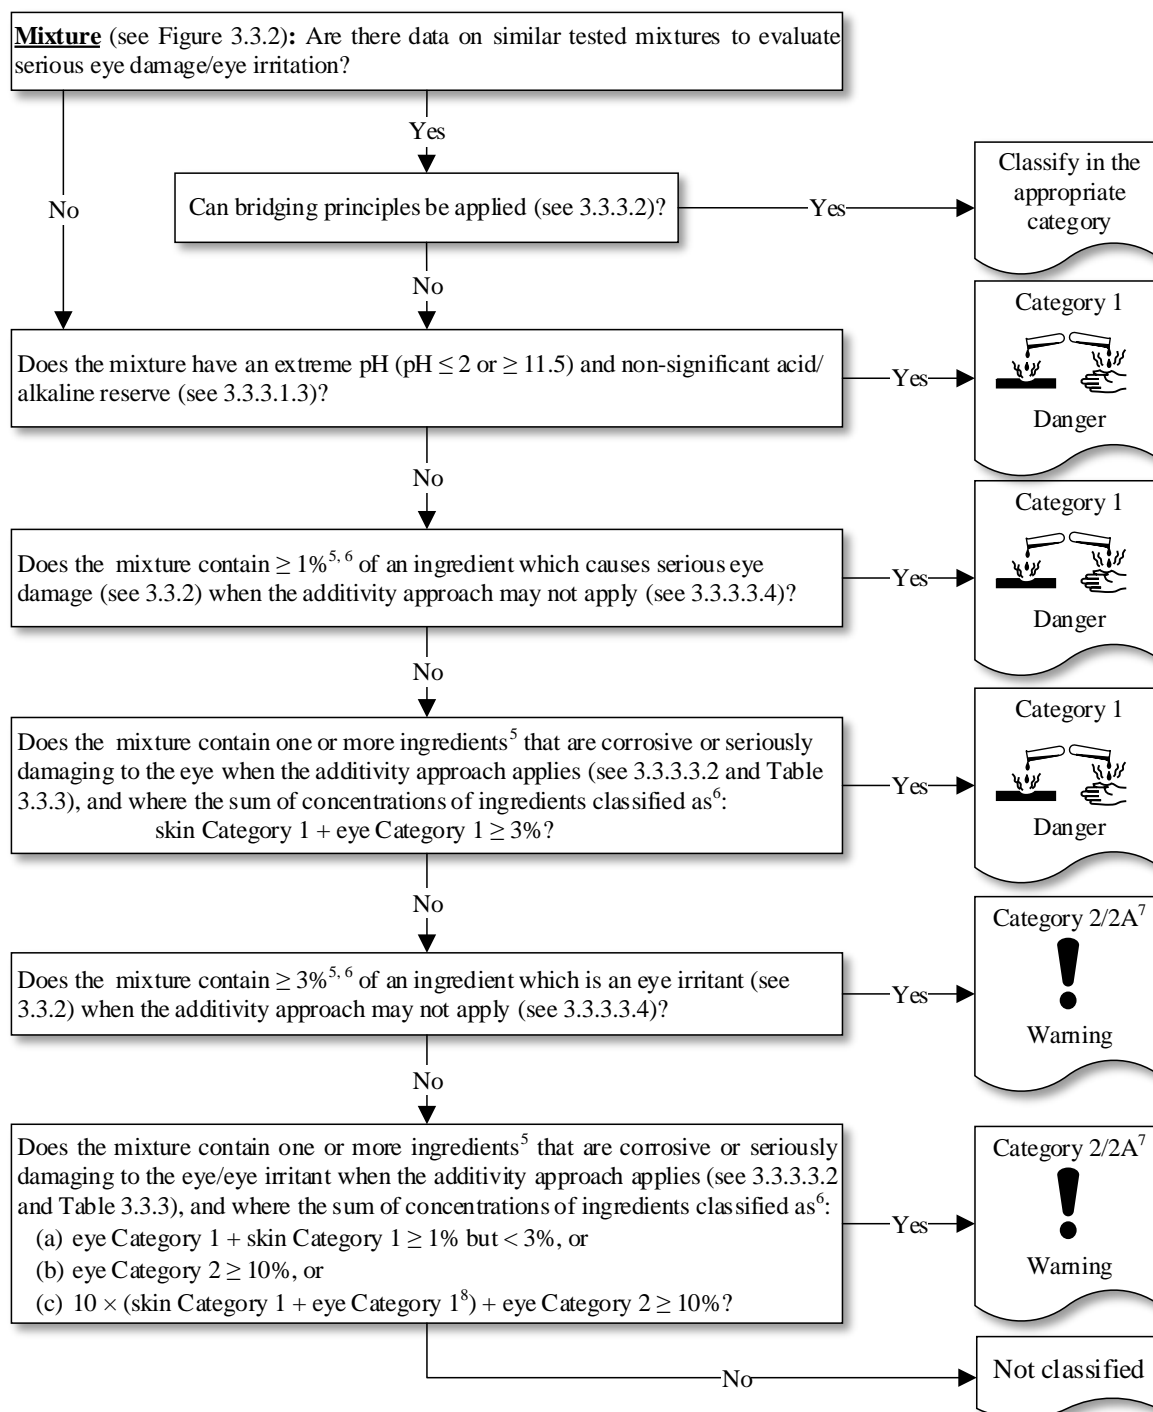 Mixture (see Figure 3.3.2): Are there data on similar tested mixtures to evaluate
serious eye damage/eye irritation?
Yes
No
Can bridging principles be applied (see 3.3.3.2)?
Yes
Classify in the
appropriate
category
No
Does the mixture have an extreme pH (pH ≤ 2 or ≥ 11.5) and non-significant acid/
alkaline reserve (see 3.3.3.1.3)?
Yes
Category 1
Danger
No
Does the mixture contain ≥ 1%⁵, ⁶ of an ingredient which causes serious eye
damage (see 3.3.2) when the additivity approach may not apply (see 3.3.3.3.4)?
Yes
Category 1
Danger
No
Does the mixture contain one or more ingredients⁵ that are corrosive or seriously
damaging to the eye when the additivity approach applies (see 3.3.3.3.2 and Table
3.3.3), and where the sum of concentrations of ingredients classified as⁶:
skin Category 1 + eye Category 1 ≥ 3%?
Yes
Category 1
Danger
No
Does the mixture contain ≥ 3%⁵, ⁶ of an ingredient which is an eye irritant (see
3.3.2) when the additivity approach may not apply (see 3.3.3.3.4)?
Yes
Category 2/2A⁷
Warning
No
Does the mixture contain one or more ingredients⁵ that are corrosive or seriously
damaging to the eye/eye irritant when the additivity approach applies (see 3.3.3.3.2
and Table 3.3.3), and where the sum of concentrations of ingredients classified as⁶:
(a) eye Category 1 + skin Category 1 ≥ 1% but < 3%, or
(b) eye Category 2 ≥ 10%, or
(c) 10 × (skin Category 1 + eye Category 1⁸) + eye Category 2 ≥ 10%?
Yes
Category 2/2A⁷
Warning
No
Not classified